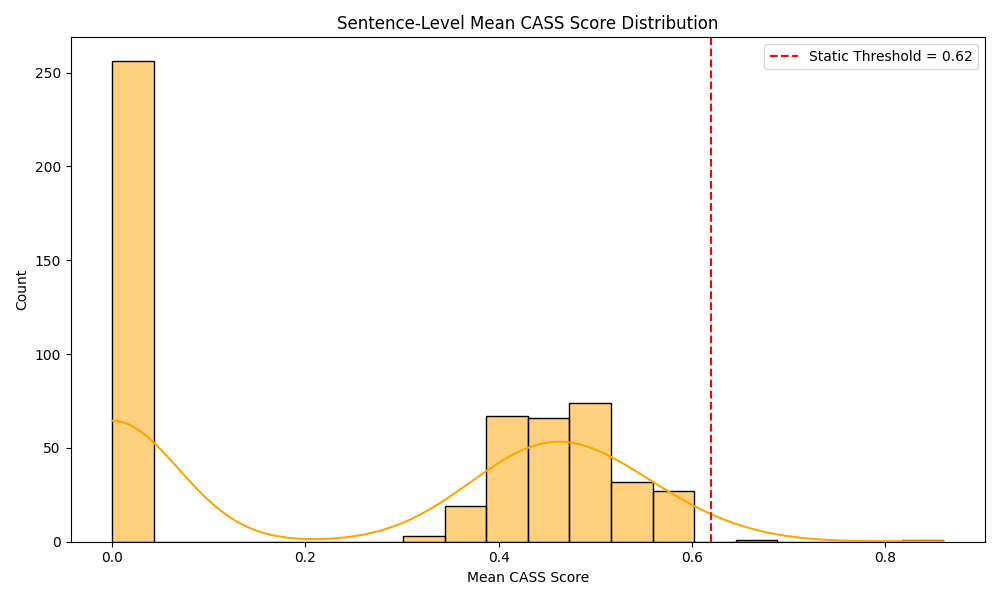 Sentence-Level Mean CASS Score Distribution
Static Threshold = 0.62
250
200
150
100
50
0
Count
0.0 0.2 0.4 0.6 0.8
Mean CASS Score